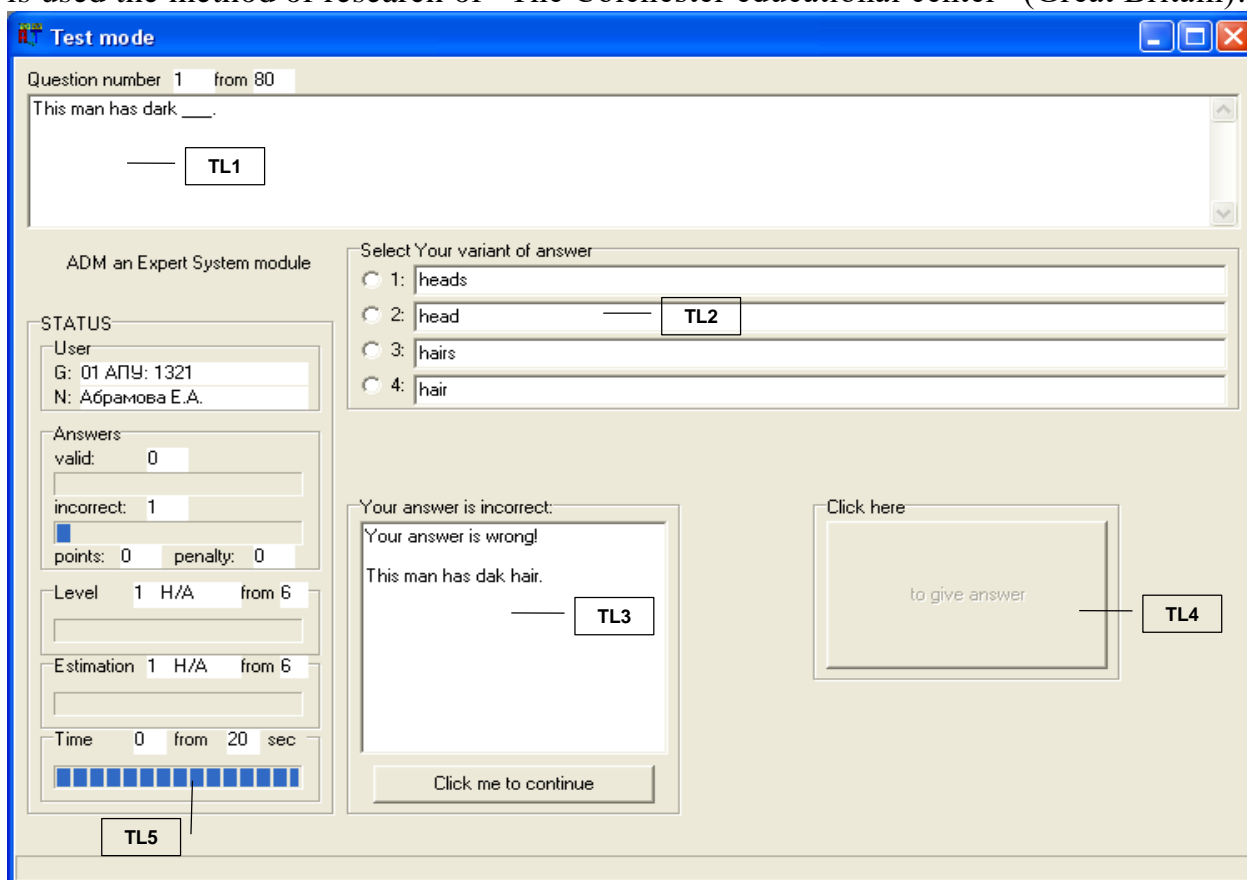 is used the method of research of "The Colchester educational center" (Great Britain).
Test mode
Question number 1 from 80
This man has dark ___.
TL1
ADM an Expert System module
Select Your variant of answer
1: heads
2: head
TL2
3: hairs
4: hair
STATUS
User
G: 01 АПУ: 1321
N: Абрамова Е.А.
Answers
valid: 0
incorrect: 1
points: 0 penalty: 0
Level 1 H/A from 6
Estimation 1 H/A from 6
Time 0 from 20 sec
TL5
Your answer is incorrect:
Your answer is wrong!
This man has dak hair.
TL3
Click me to continue
Click here
to give answer
TL4